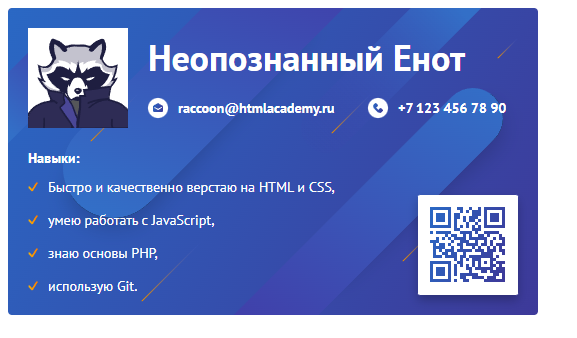 Неопознанный Енот
raccoon@htmlacademy.ru
+7 123 456 78 90
Навыки:
Быстро и качественно верстаю на HTML и CSS,
умею работать с JavaScript,
знаю основы PHP,
использую Git.